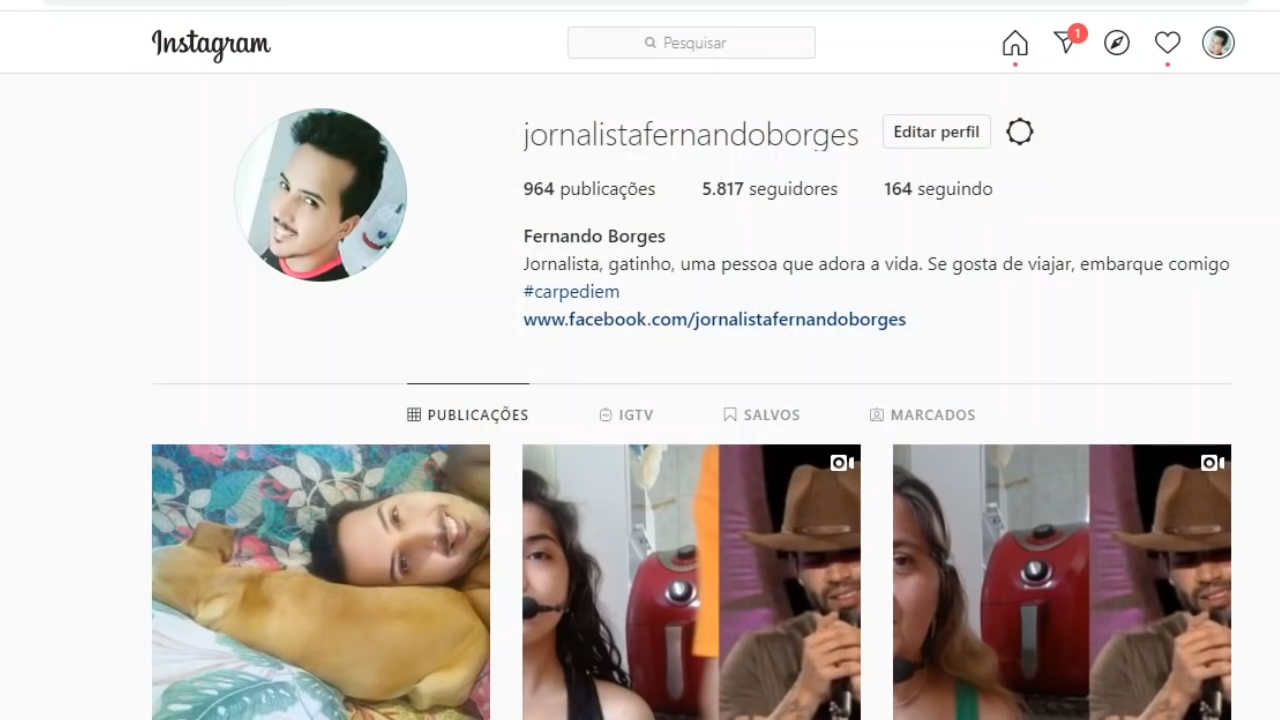 Instagram
Pesquisar
1
jornalistafernandoborges
Editar perfil
964 publicações
5.817 seguidores
164 seguindo
Fernando Borges
Jornalista, gatinho, uma pessoa que adora a vida. Se gosta de viajar, embarque comigo
#carpediem
www.facebook.com/jornalistafernandoborges
PUBLICAÇÕES
IGTV
SALVOS
MARCADOS